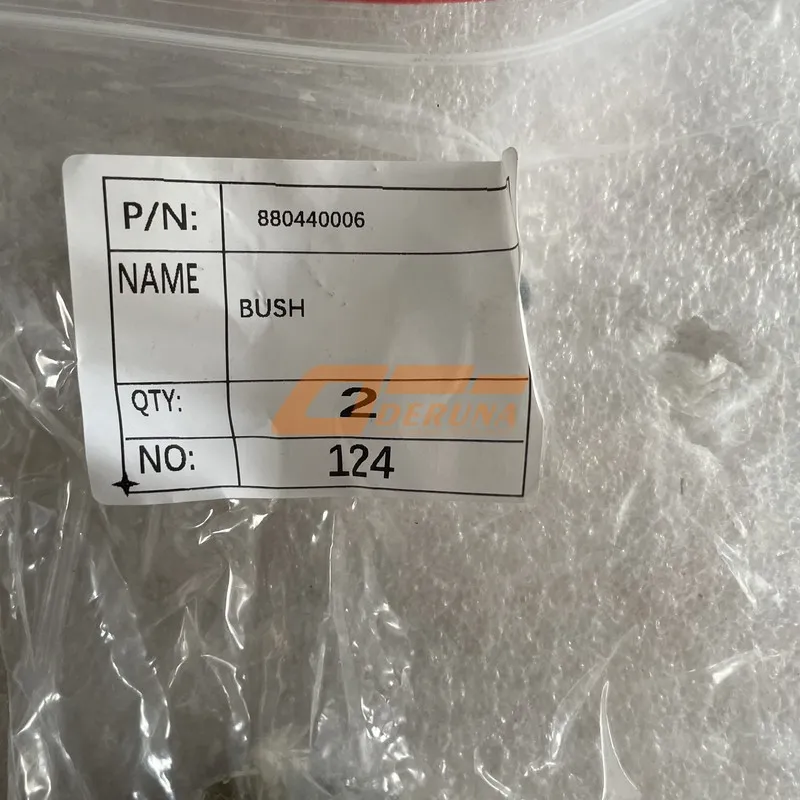 P/N: 880440006
NAME BUSH
QTY: 2
DERUNA
NO: 124